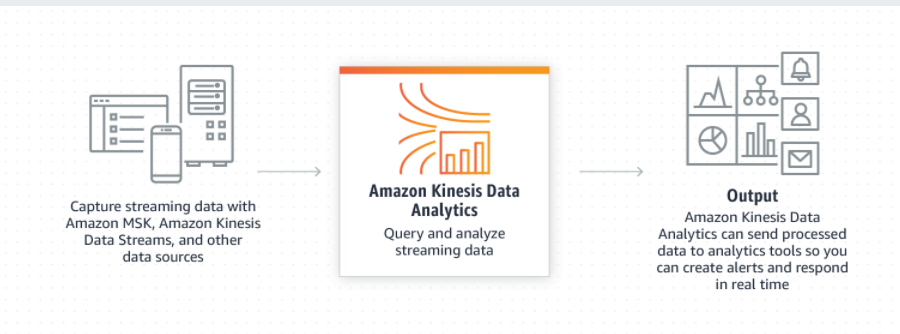 Capture streaming data with
Amazon MSK, Amazon Kinesis
Data Streams, and other
data sources
Amazon Kinesis Data
Analytics
Query and analyze
streaming data
Output
Amazon Kinesis Data
Analytics can send processed
data to analytics tools so you
can create alerts and respond
in real time